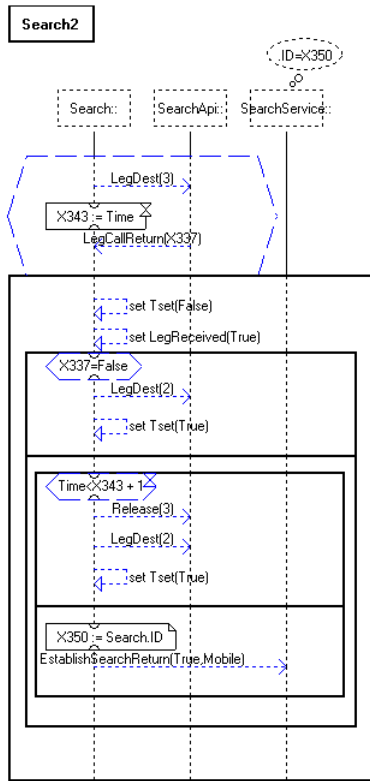 Search2
.ID=X350
Search:: SearchApi:: SearchService::
LegDest(3)
X343 := Time
LegCallReturn(X337)
set Tset(False)
set LegReceived(True)
X337=False
LegDest(2)
set Tset(True)
Time<X343 + 1
Release(3)
LegDest(2)
set Tset(True)
X350 := Search.ID
EstablishSearchReturn(True,Mobile)